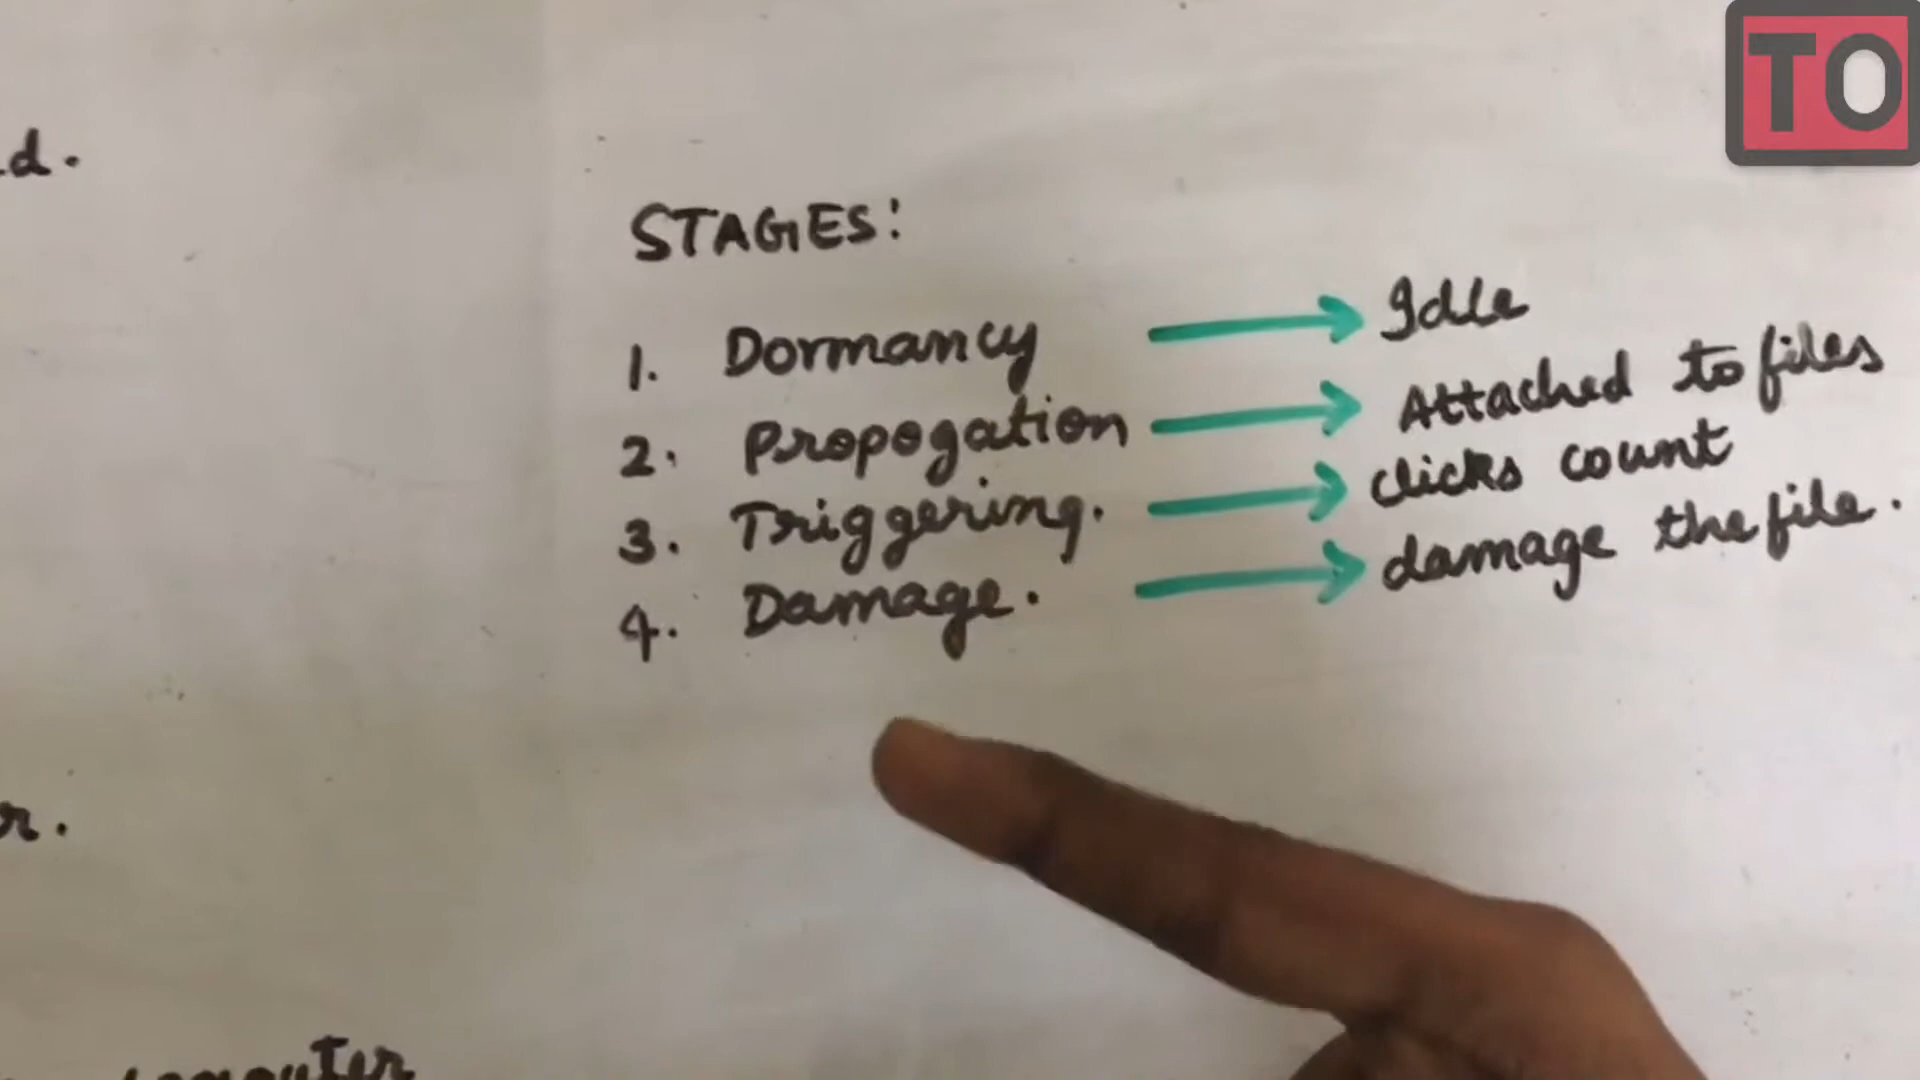 TO
d.
STAGES:
1. Dormancy → Idle
2. Propogation → Attached to files
3. Triggering. → clicks count
4. Damage. → damage the file.
r.
computer